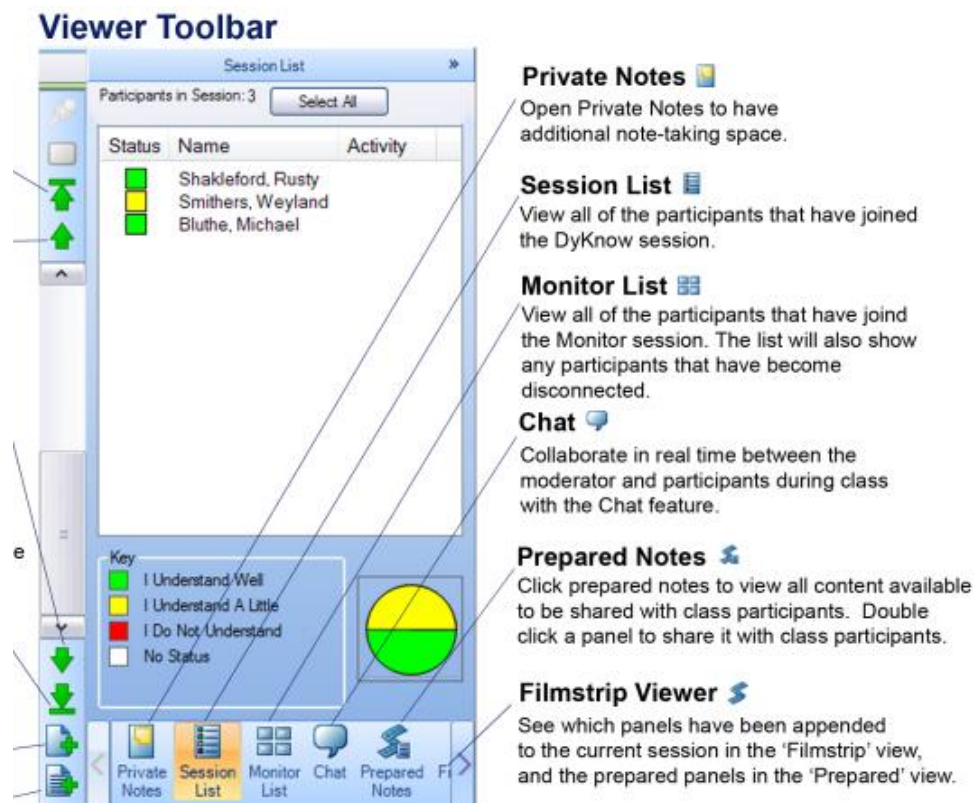 Viewer Toolbar
Session List »
Participants in Session: 3 Select All
Status Name Activity
Shakleford, Rusty
Smithers, Weyland
Bluthe, Michael
e
Key
I Understand Well
I Understand A Little
I Do Not Understand
No Status
Private Notes
Session List
Monitor List
Chat
Prepared Notes
Fi
Private Notes
Open Private Notes to have
additional note-taking space.
Session List
View all of the participants that have joined
the DyKnow session.
Monitor List
View all of the participants that have joind
the Monitor session. The list will also show
any participants that have become
disconnected.
Chat
Collaborate in real time between the
moderator and participants during class
with the Chat feature.
Prepared Notes
Click prepared notes to view all content available
to be shared with class participants. Double
click a panel to share it with class participants.
Filmstrip Viewer
See which panels have been appended
to the current session in the ‘Filmstrip’ view,
and the prepared panels in the ‘Prepared’ view.